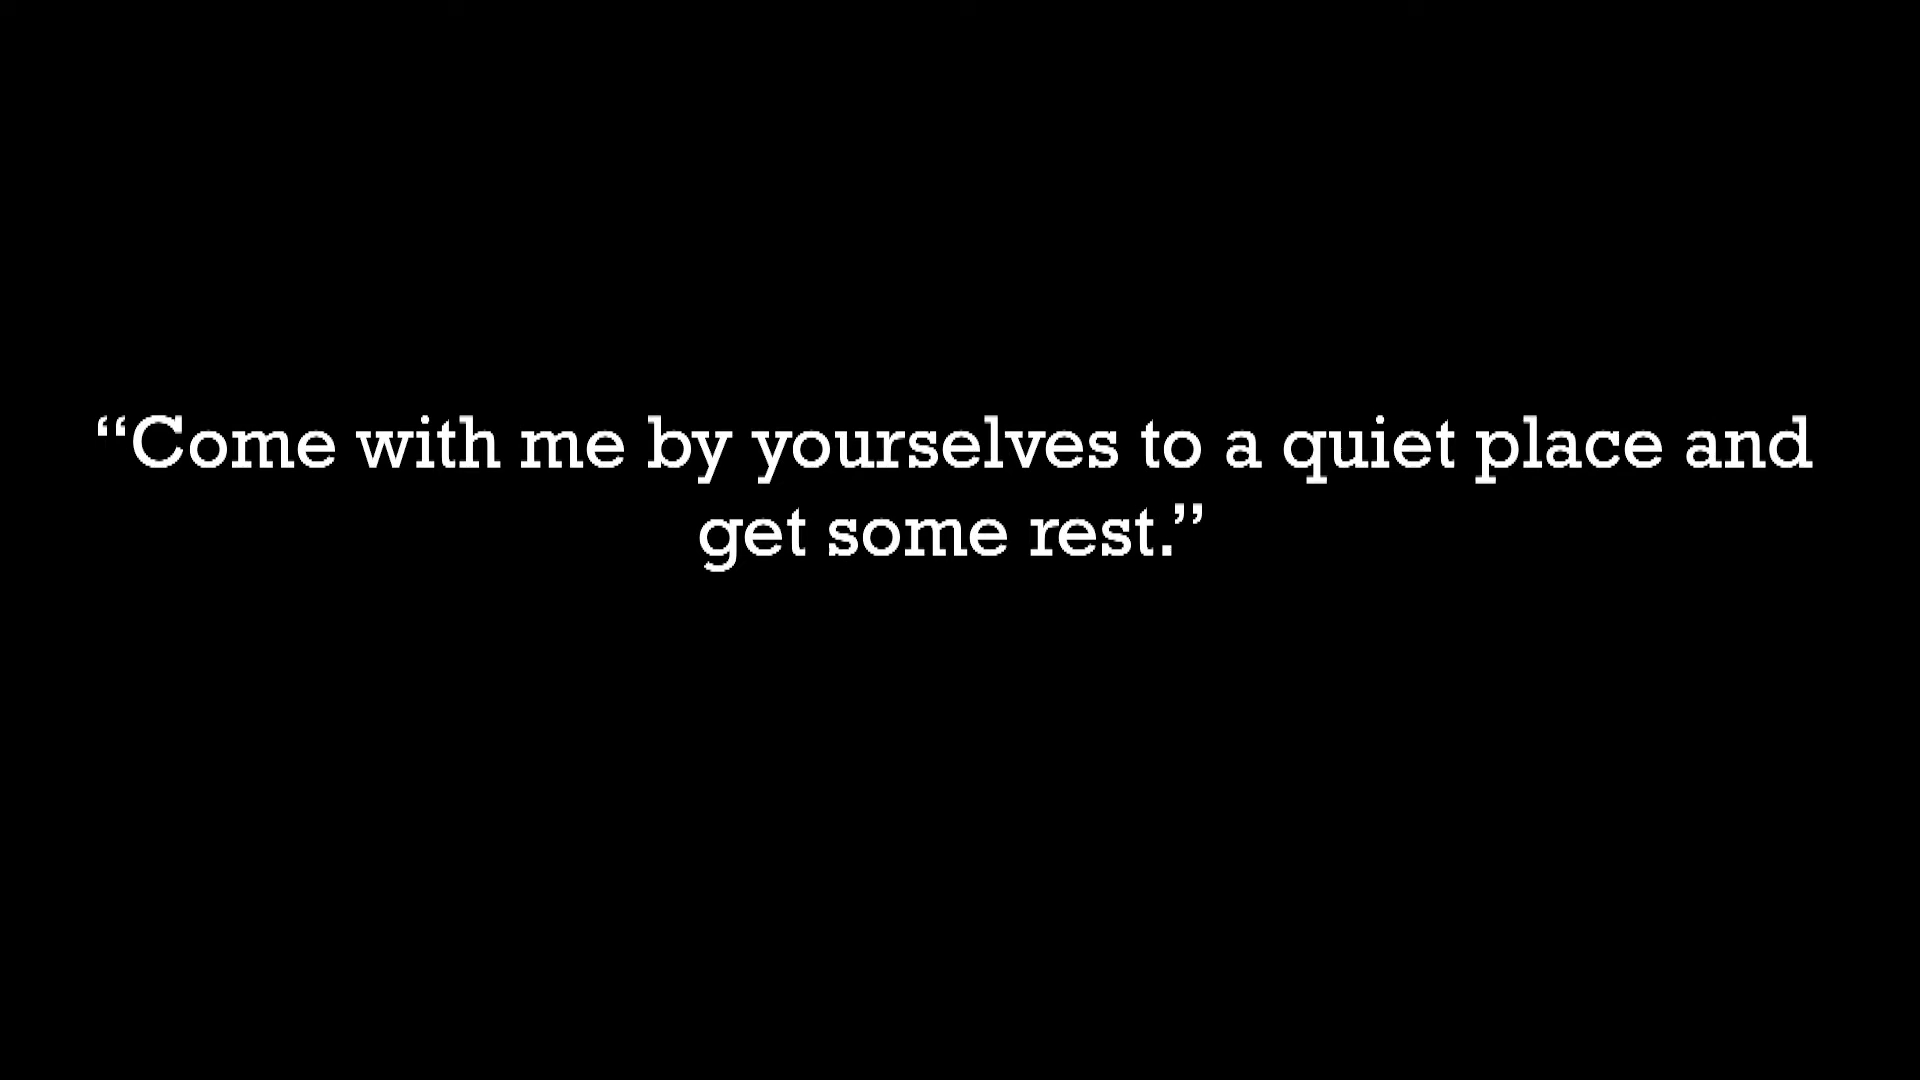 “Come with me by yourselves to a quiet place and
get some rest.”